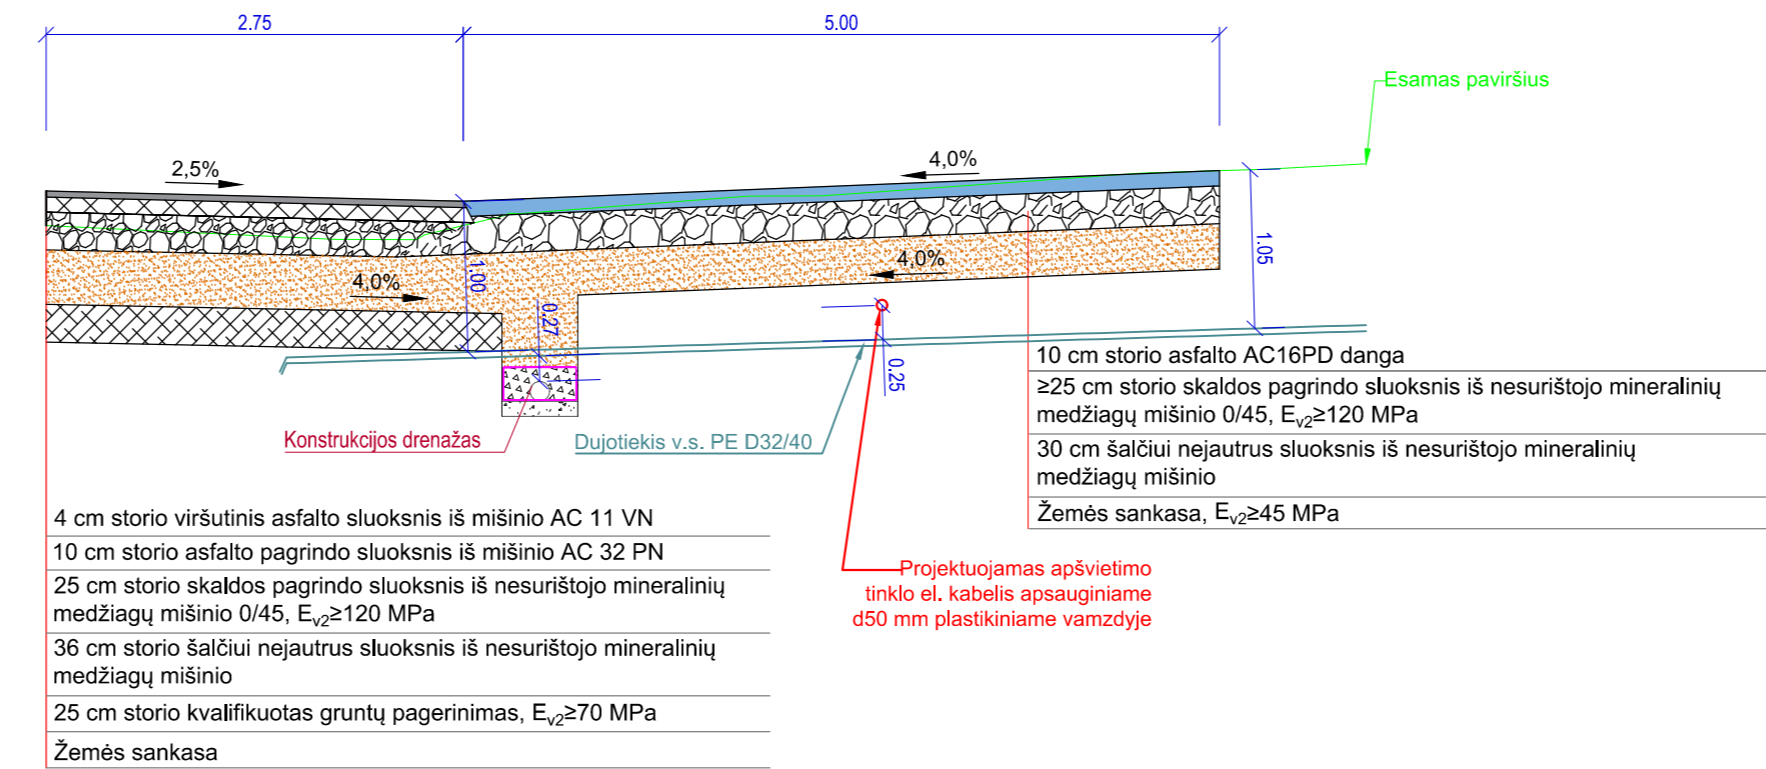 2.75
5.00
Esamas paviršius
2,5%
4,0%
4,0%
4,0%
1.00
0.27
1.05
0.25
Konstrukcijos drenažas
Dujotiekis v.s. PE D32/40
10 cm storio asfalto AC16PD danga
≥25 cm storio skaldos pagrindo sluoksnis iš nesurištojo mineralinių
medžiagų mišinio 0/45, Ev2≥120 MPa
30 cm šalčiui nejautrus sluoksnis iš nesurištojo mineralinių
medžiagų mišinio
Žemės sankasa, Ev2≥45 MPa
4 cm storio viršutinis asfalto sluoksnis iš mišinio AC 11 VN
10 cm storio asfalto pagrindo sluoksnis iš mišinio AC 32 PN
25 cm storio skaldos pagrindo sluoksnis iš nesurištojo mineralinių
medžiagų mišinio 0/45, Ev2≥120 MPa
36 cm storio šalčiui nejautrus sluoksnis iš nesurištojo mineralinių
medžiagų mišinio
25 cm storio kvalifikuotas gruntų pagerinimas, Ev2≥70 MPa
Žemės sankasa
Projektuojamas apšvietimo
tinklo el. kabelis apsauginiame
d50 mm plastikiniame vamzdyje